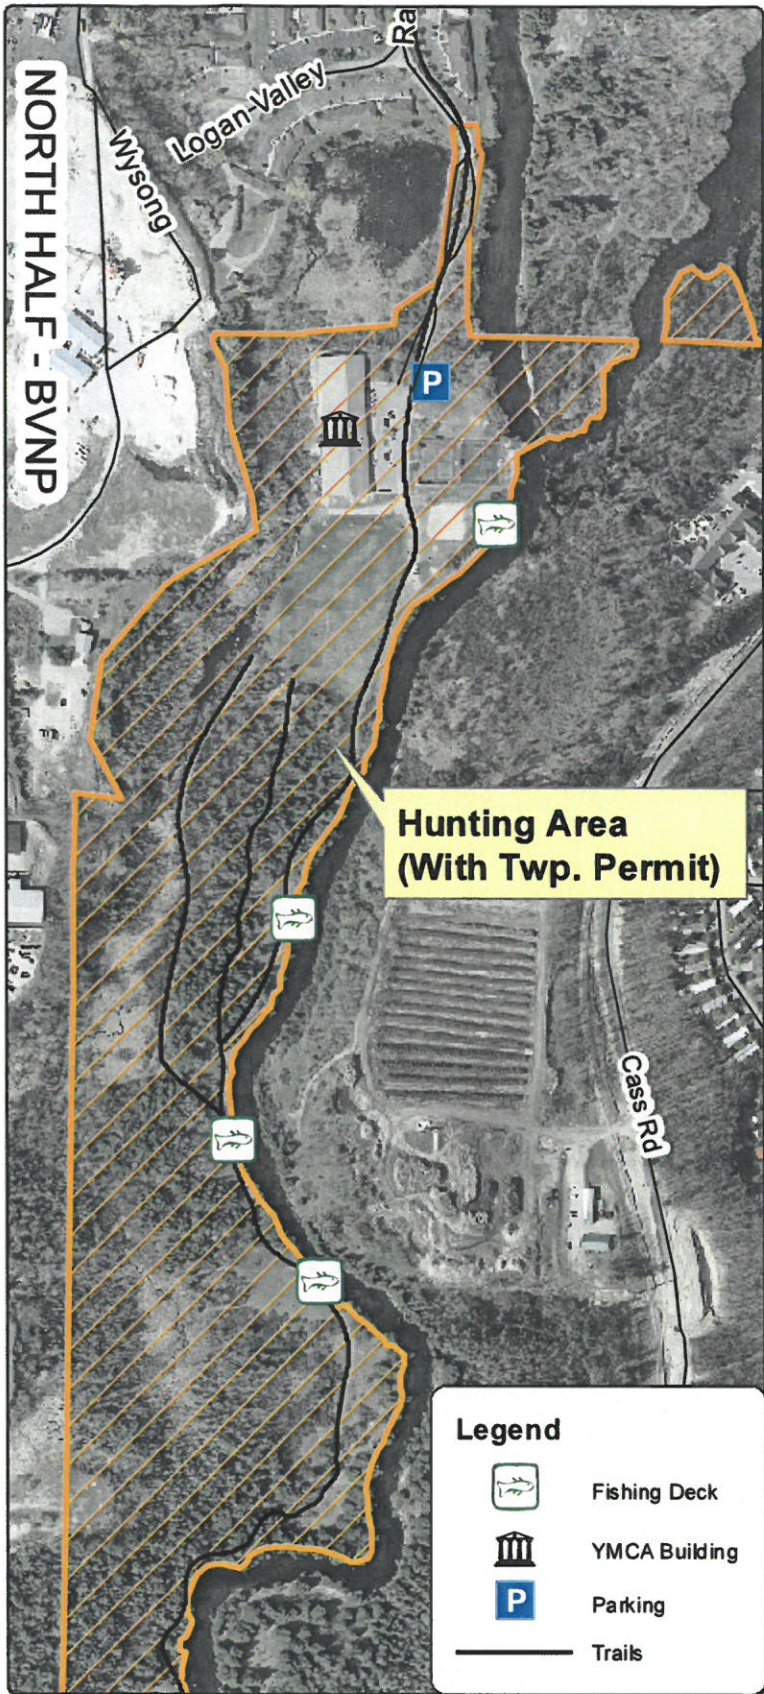 Ra
Logan-Valley
Wysong
NORTH HALF - BVNP
P
Hunting Area
(With Twp. Permit)
Cass Rd
Legend
Fishing Deck
YMCA Building
P Parking
Trails